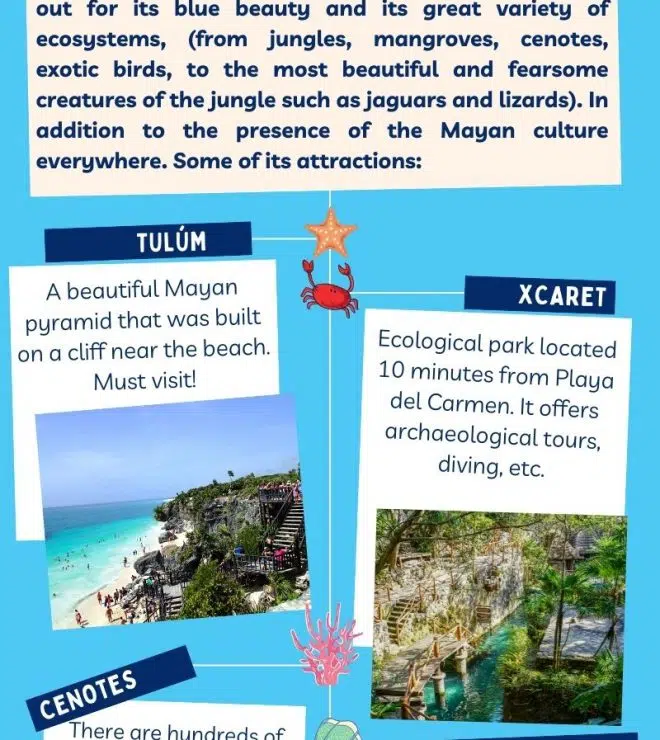 out for its blue beauty and its great variety of
ecosystems, (from jungles, mangroves, cenotes,
exotic birds, to the most beautiful and fearsome
creatures of the jungle such as jaguars and lizards). In
addition to the presence of the Mayan culture
everywhere. Some of its attractions:
TULÚM
A beautiful Mayan
pyramid that was built
on a cliff near the beach.
Must visit!
XCARET
Ecological park located
10 minutes from Playa
del Carmen. It offers
archaeological tours,
diving, etc.
CENOTES
There are hundreds of